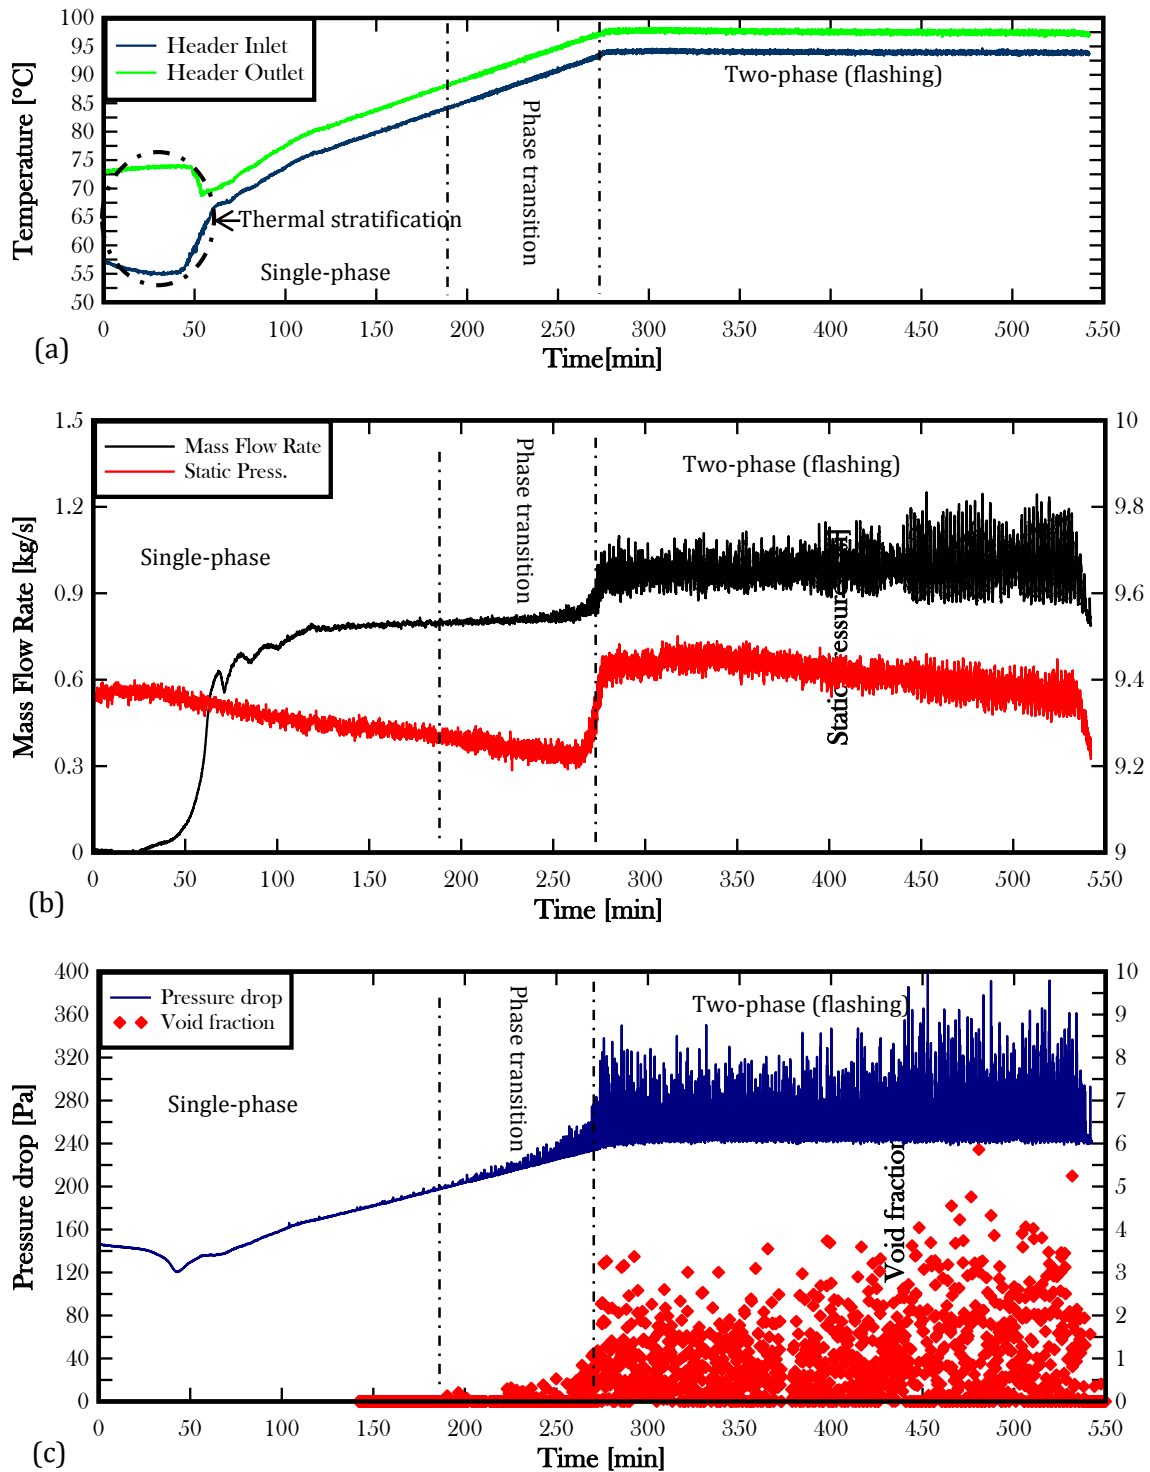 100
95
90
85
80
75
70
65
60
55
50
Temperature [°C]
Header Inlet
Header Outlet
Two-phase (flashing)
Phase transition
Thermal stratification
Single-phase
0 50 100 150 200 250 300 350 400 450 500 550
Time[min]
(a)
1.5
1.2
0.9
0.6
0.3
0
Mass Flow Rate [kg/s]
Mass Flow Rate
Static Press.
Phase transition
Two-phase (flashing)
Single-phase
10
9.8
9.6
9.4
9.2
9
0 50 100 150 200 250 300 350 400 450 500 550
Time [min]
(b)
400
360
320
280
240
200
160
120
80
40
0
Pressure drop [Pa]
Pressure drop
Void fraction
Phase transition
Two-phase (flashing)
Single-phase
Void fraction
10
9
8
7
6
5
4
3
2
1
0
0 50 100 150 200 250 300 350 400 450 500 550
Time [min]
(c)